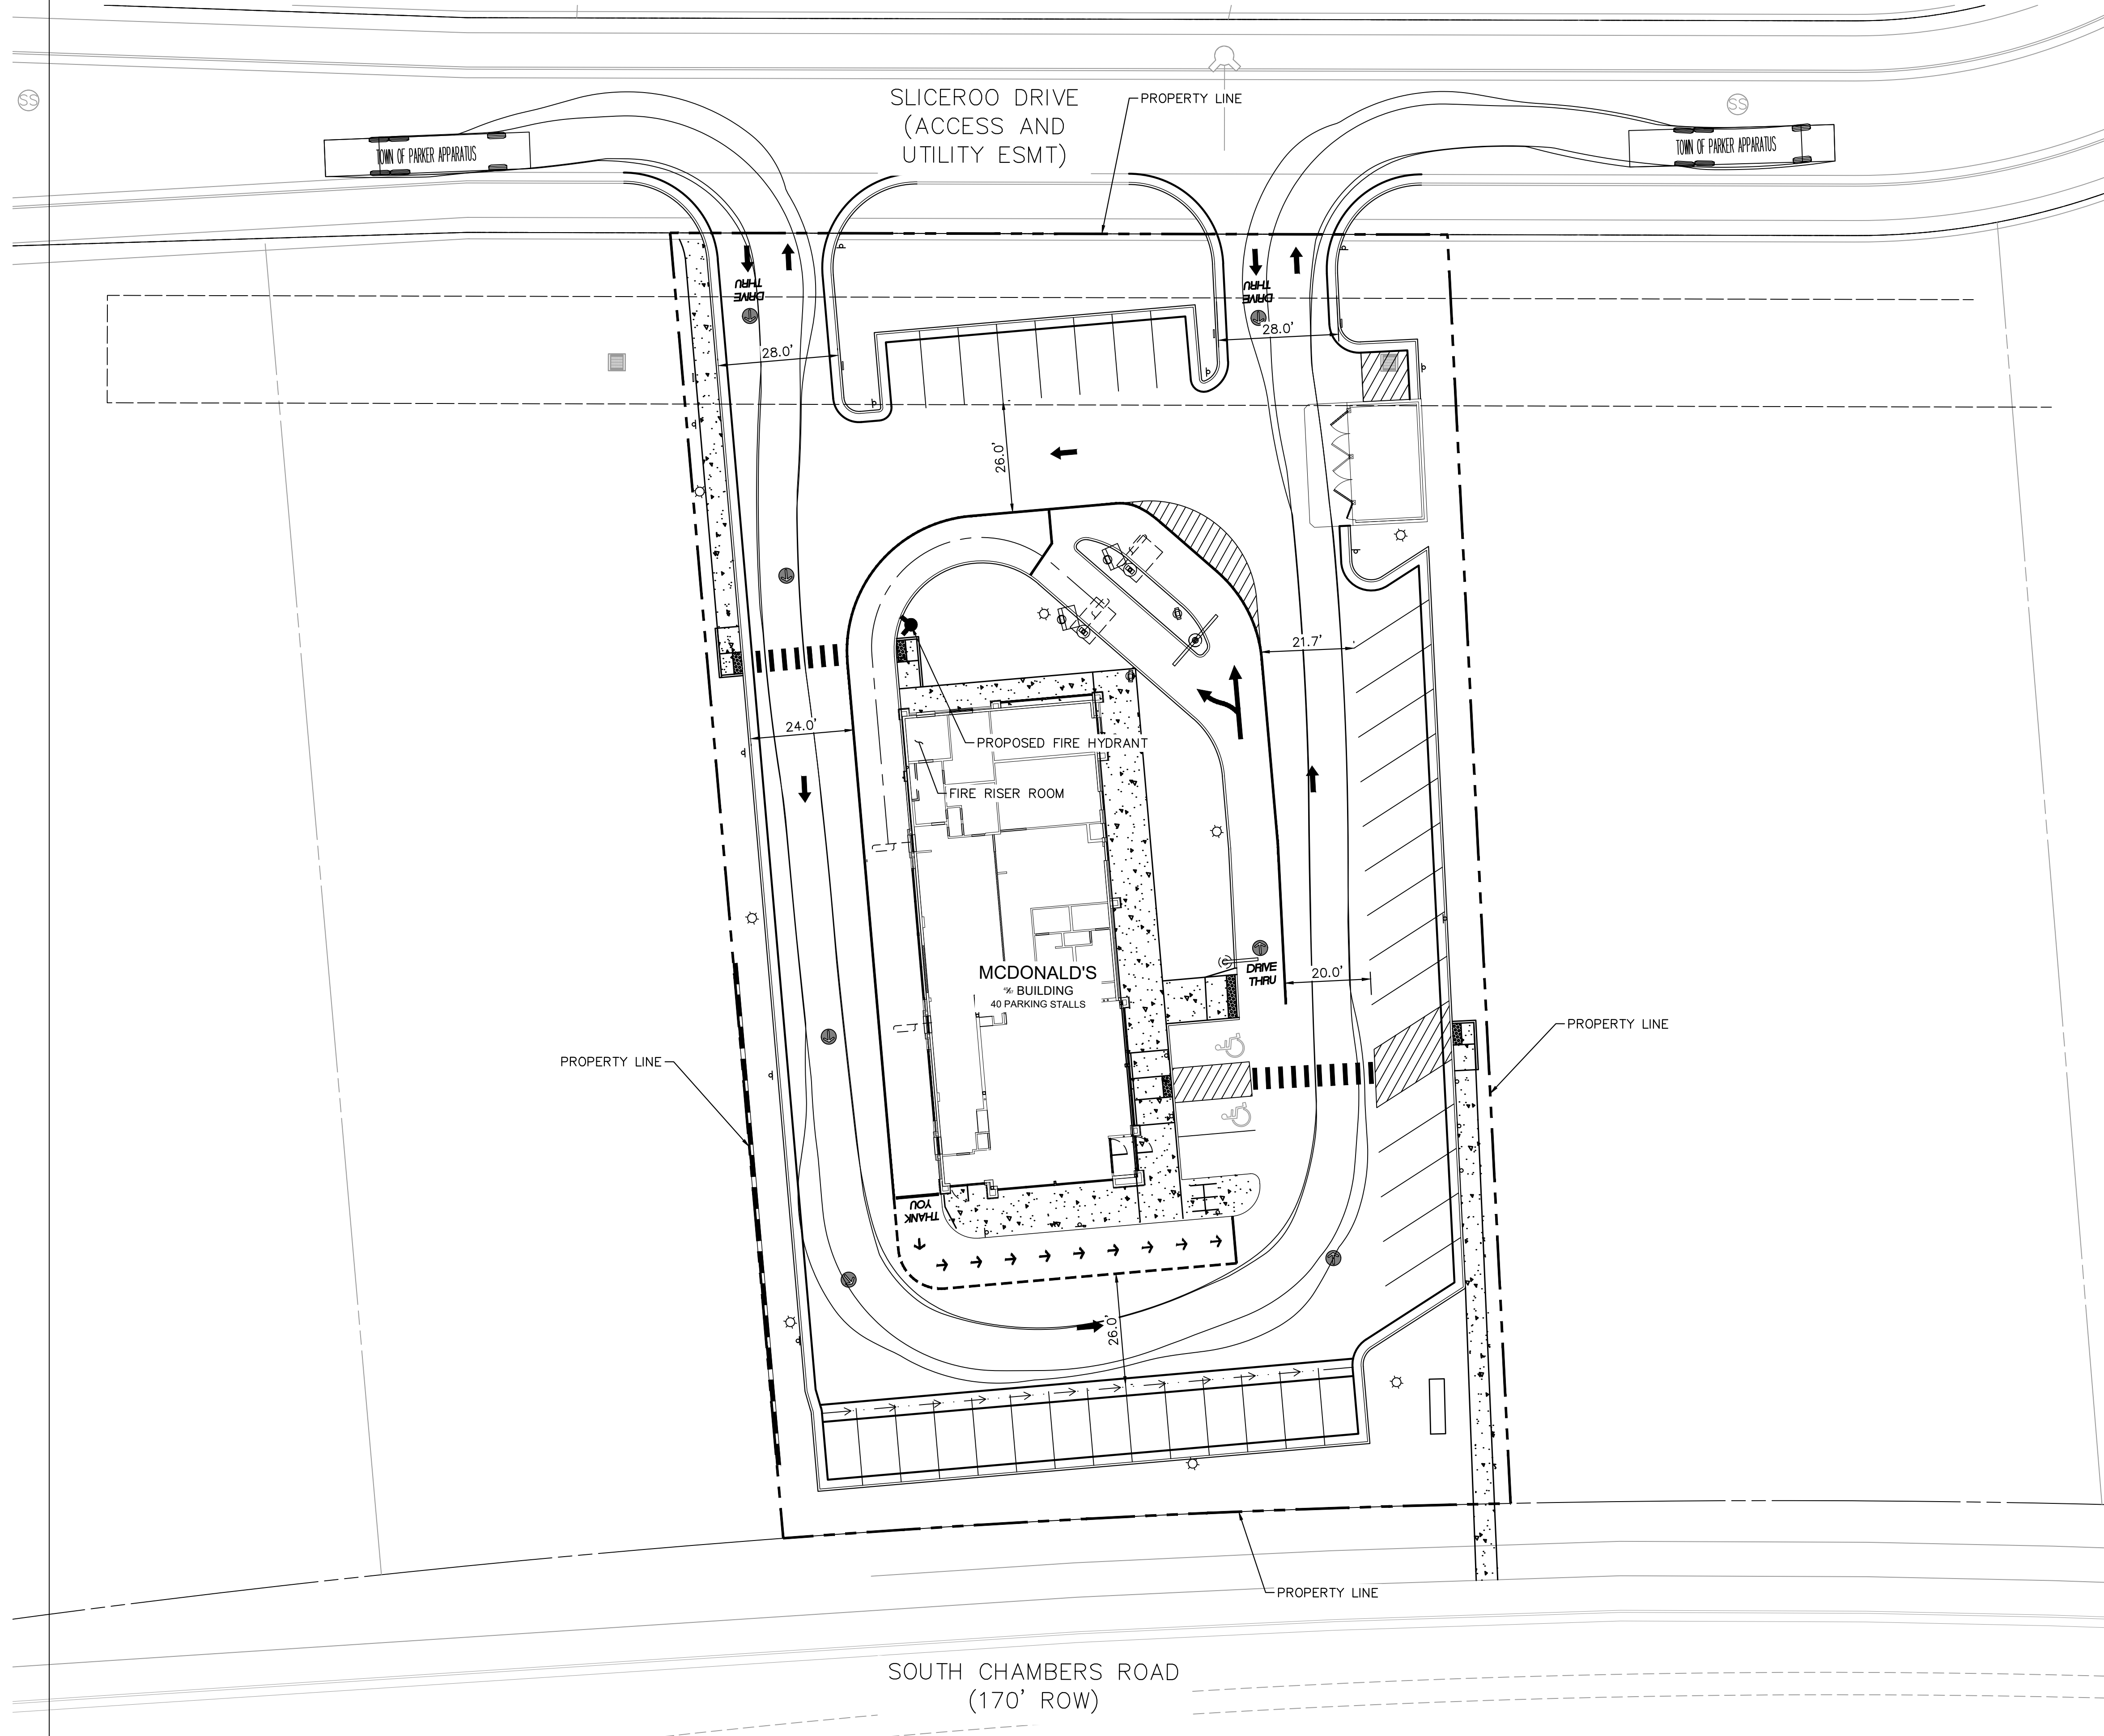 SLICEROO DRIVE
(ACCESS AND
UTILITY ESMT)
PROPERTY LINE
SS
SS
TOWN OF PARKER APPARATUS
TOWN OF PARKER APPARATUS
DRIVE
THRU
DRIVE
THRU
28.0'
28.0'
26.0'
21.7'
24.0'
PROPOSED FIRE HYDRANT
FIRE RISER ROOM
MCDONALD'S
BUILDING
40 PARKING STALLS
DRIVE
THRU
20.0'
PROPERTY LINE
PROPERTY LINE
THANK
YOU
26.0'
PROPERTY LINE
SOUTH CHAMBERS ROAD
(170' ROW)